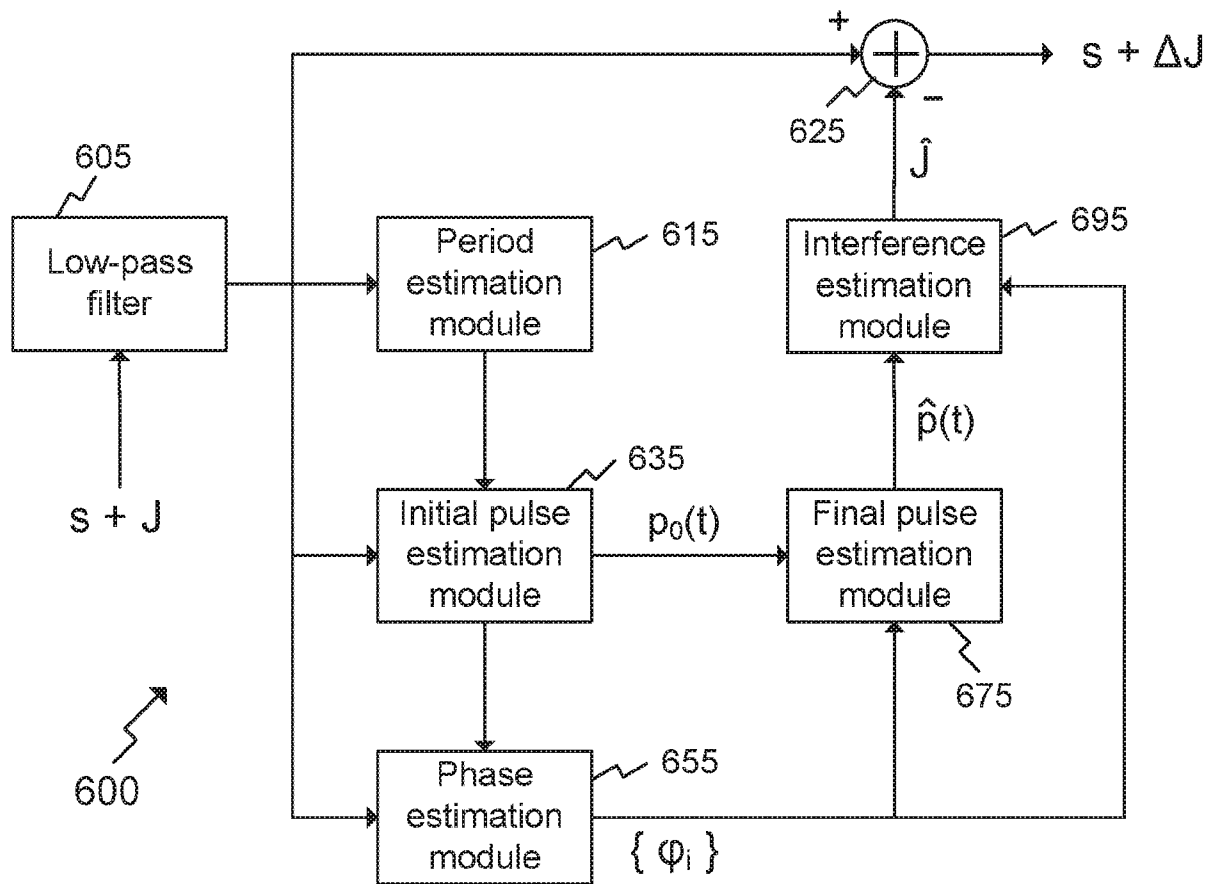 +
s + ΔJ
625
−
Ĵ
605
Low-pass
filter
Period
estimation
module
615
Interference
estimation
module
695
s + J
p̂(t)
635
Initial pulse
estimation
module
p₀(t)
Final pulse
estimation
module
675
600
Phase
estimation
module
655
{ φᵢ }